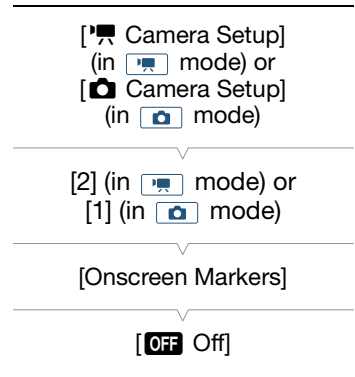 [ Camera Setup]
(in mode) or
[ Camera Setup]
(in mode)
[2] (in mode) or
[1] (in mode)
[Onscreen Markers]
[OFF Off]